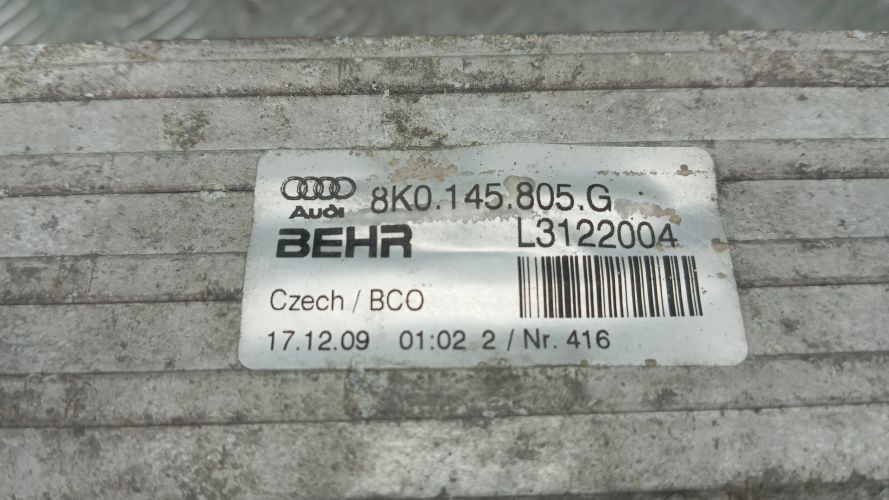 8K0.145.805.G
Audi
BEHR L3122004
Czech / BCO
17.12.09 01:02 2 / Nr. 416